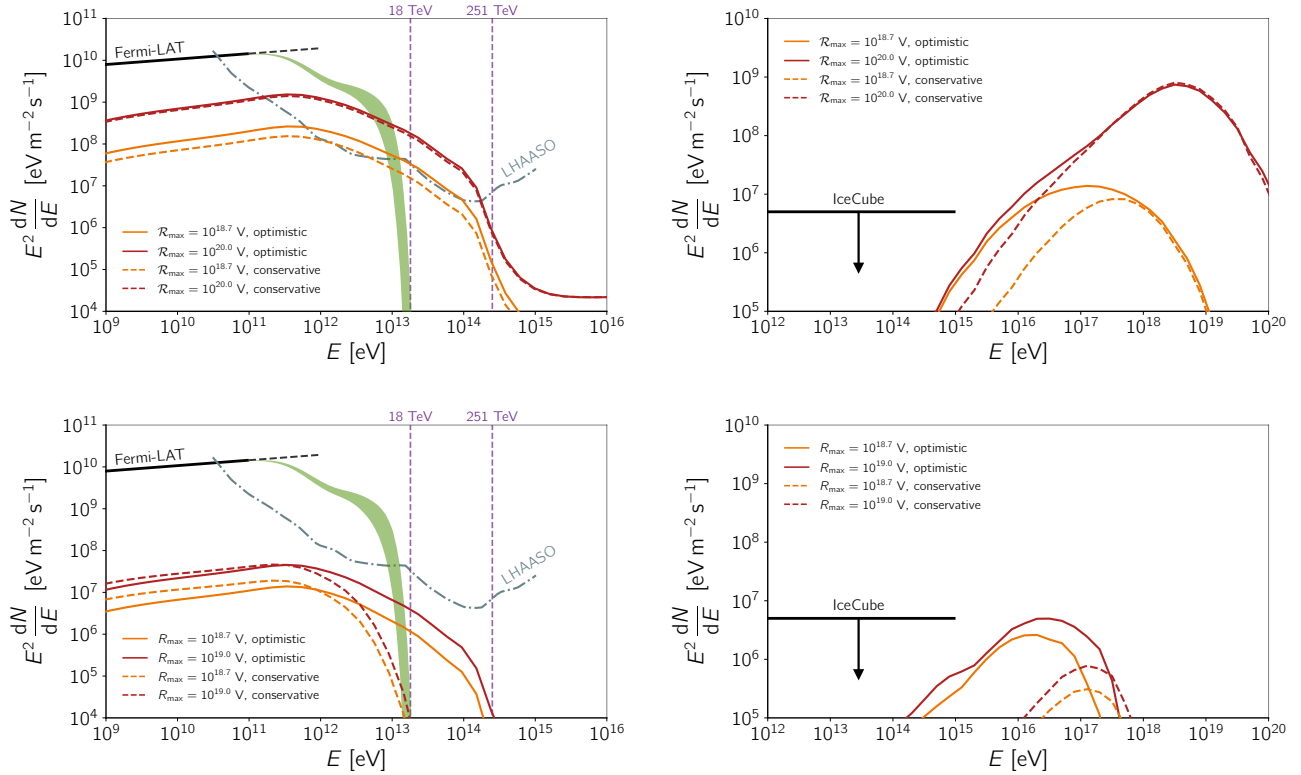 18 TeV 251 TeV
10^11
10^10
10^9
10^8
10^7
10^6
10^5
10^4
E^2 dN/dE [eV m^−2 s^−1]
Fermi-LAT
LHAASO
R_max = 10^18.7 V, optimistic
R_max = 10^20.0 V, optimistic
R_max = 10^18.7 V, conservative
R_max = 10^20.0 V, conservative
10^9 10^10 10^11 10^12 10^13 10^14 10^15 10^16
E [eV]
10^10
10^9
10^8
10^7
10^6
10^5
E^2 dN/dE [eV m^−2 s^−1]
R_max = 10^18.7 V, optimistic
R_max = 10^20.0 V, optimistic
R_max = 10^18.7 V, conservative
R_max = 10^20.0 V, conservative
IceCube
10^12 10^13 10^14 10^15 10^16 10^17 10^18 10^19 10^20
E [eV]
18 TeV 251 TeV
10^11
10^10
10^9
10^8
10^7
10^6
10^5
10^4
E^2 dN/dE [eV m^−2 s^−1]
Fermi-LAT
LHAASO
R_max = 10^18.7 V, optimistic
R_max = 10^19.0 V, optimistic
R_max = 10^18.7 V, conservative
R_max = 10^19.0 V, conservative
10^9 10^10 10^11 10^12 10^13 10^14 10^15 10^16
E [eV]
10^10
10^9
10^8
10^7
10^6
10^5
E^2 dN/dE [eV m^−2 s^−1]
R_max = 10^18.7 V, optimistic
R_max = 10^19.0 V, optimistic
R_max = 10^18.7 V, conservative
R_max = 10^19.0 V, conservative
IceCube
10^12 10^13 10^14 10^15 10^16 10^17 10^18 10^19 10^20
E [eV]